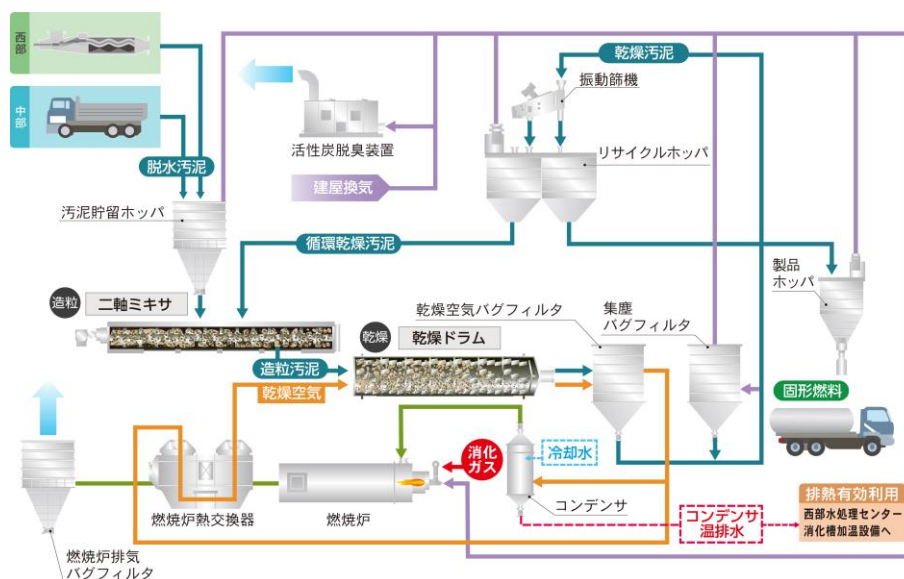 西部
中部
脱水汚泥
汚泥貯留ホッパ
活性炭脱臭装置
建屋換気
乾燥汚泥
振動篩機
リサイクルホッパ
循環乾燥汚泥
製品
ホッパ
造粒
二軸ミキサ
乾燥空気バグフィルタ
集塵
バグフィルタ
乾燥
乾燥ドラム
造粒汚泥
乾燥空気
固形燃料
消化
ガス
冷却水
コンデンサ
燃焼炉熱交換器
燃焼炉
コンデンサ
温排水
排熱有効利用
西部水処理センター
消化槽加温設備へ
燃焼炉排気
バグフィルタ